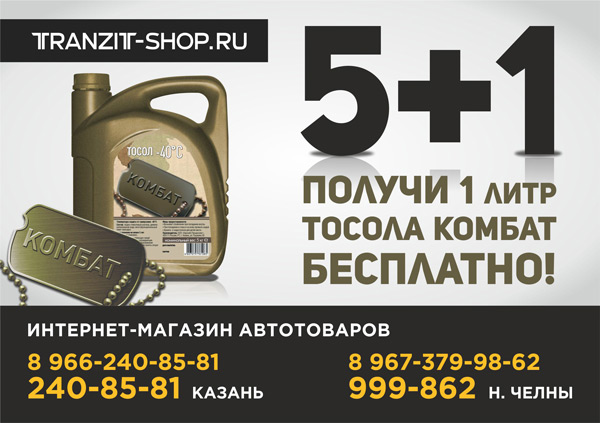 TRANZIT-SHOP.RU
5+1
ТОСОЛ -40°С
КОМБАТ
КОМБАТ
ПОЛУЧИ 1 ЛИТР
ТОСОЛА КОМБАТ
БЕСПЛАТНО!
ИНТЕРНЕТ-МАГАЗИН АВТОТОВАРОВ
8 966-240-85-81
240-85-81 КАЗАНЬ
8 967-379-98-62
999-862 Н. ЧЕЛНЫ